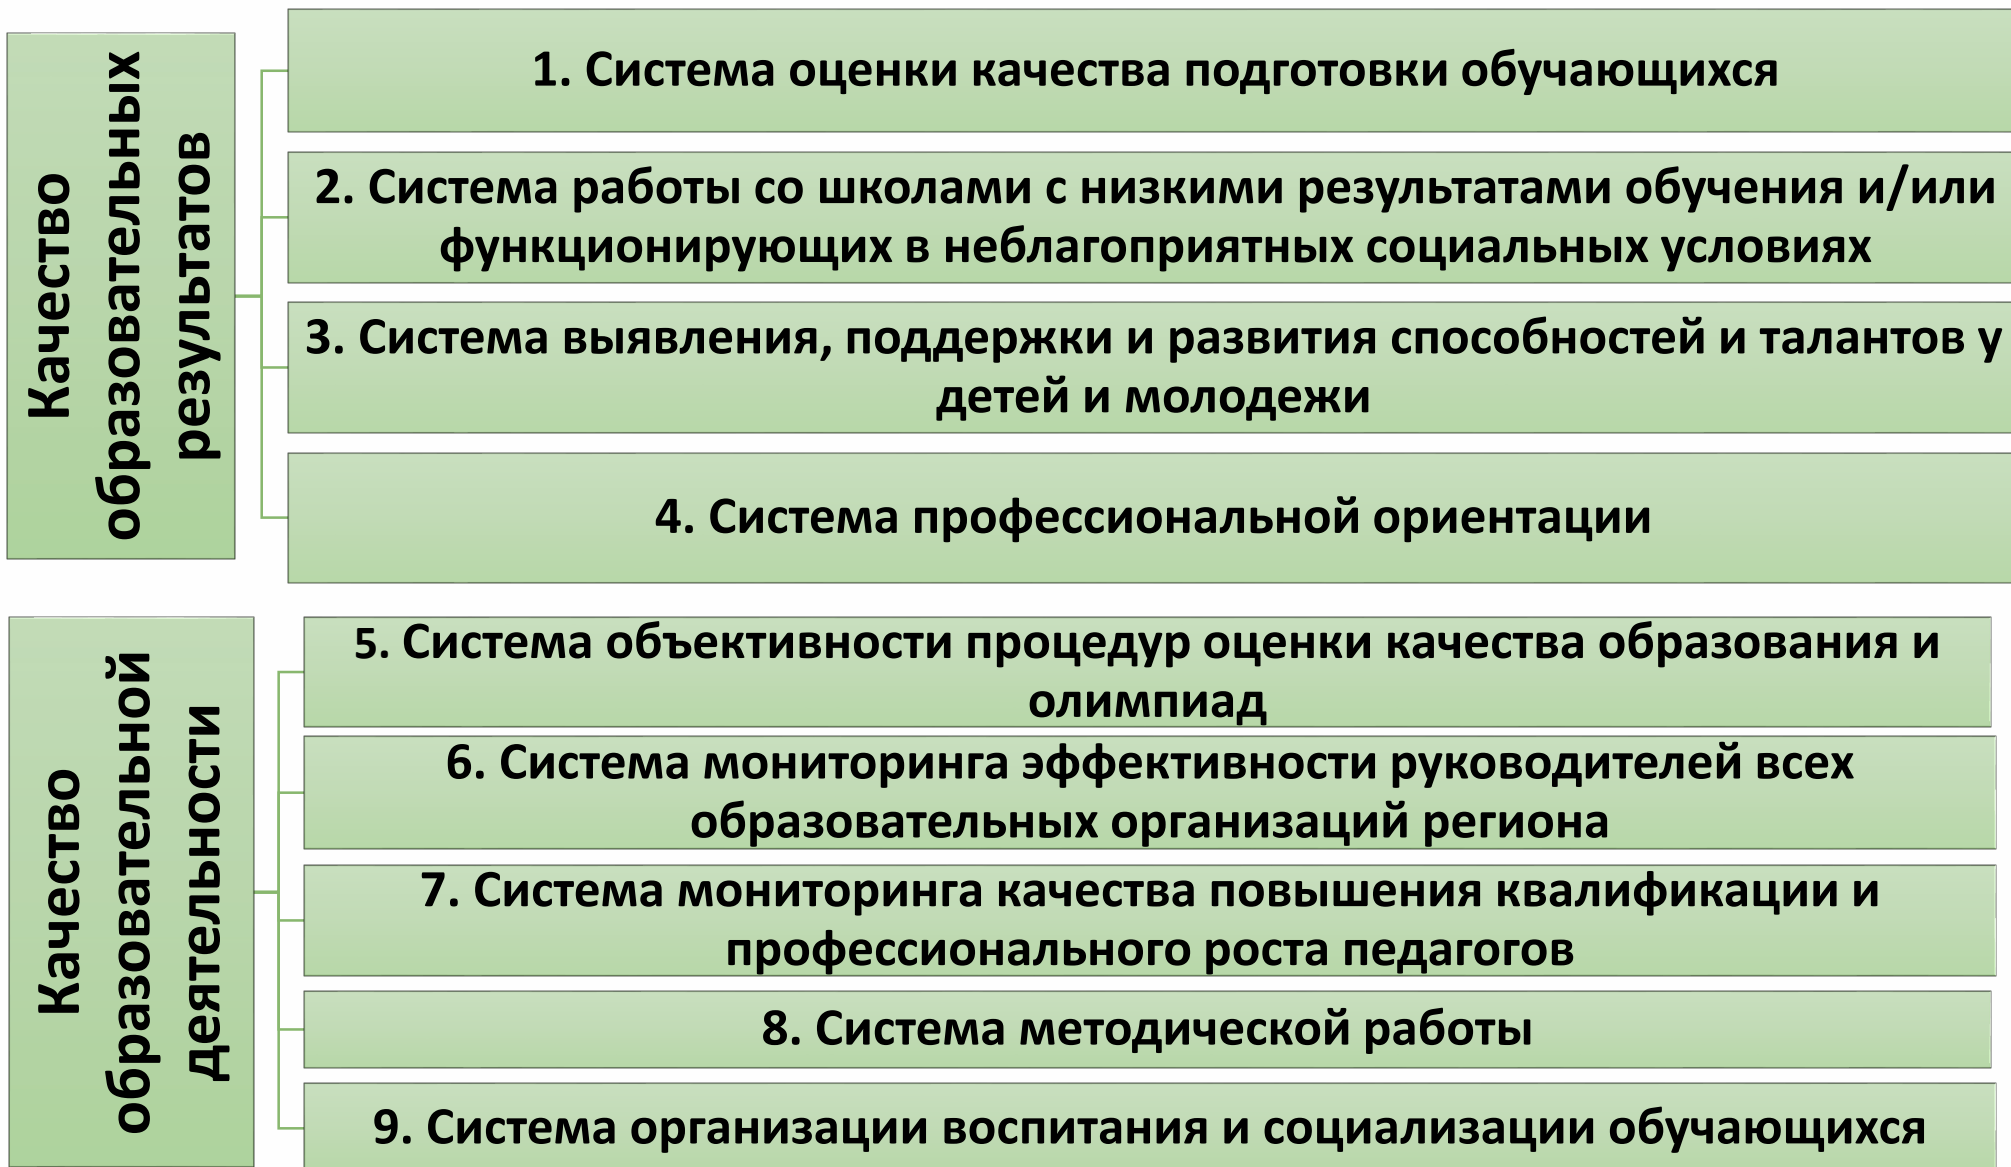 Качество
образовательных
результатов
1. Система оценки качества подготовки обучающихся
2. Система работы со школами с низкими результатами обучения и/или
функционирующих в неблагоприятных социальных условиях
3. Система выявления, поддержки и развития способностей и талантов у
детей и молодежи
4. Система профессиональной ориентации
Качество
образовательной
деятельности
5. Система объективности процедур оценки качества образования и
олимпиад
6. Система мониторинга эффективности руководителей всех
образовательных организаций региона
7. Система мониторинга качества повышения квалификации и
профессионального роста педагогов
8. Система методической работы
9. Система организации воспитания и социализации обучающихся